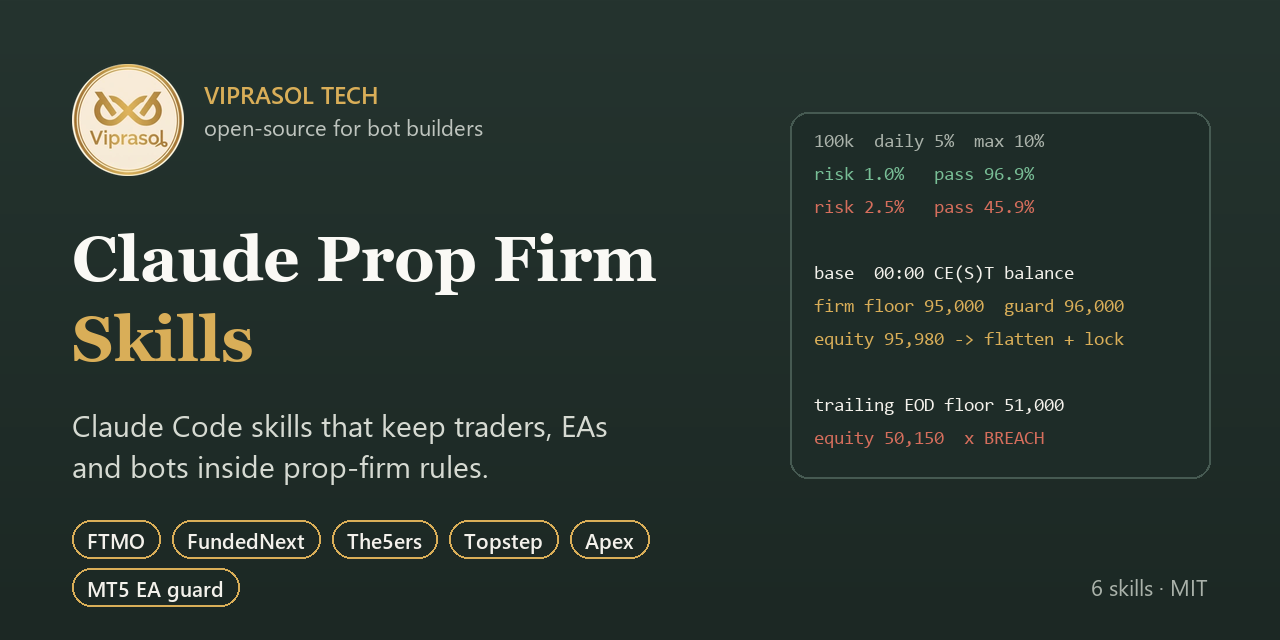 Viprasol
VIPRASOL TECH
open-source for bot builders
Claude Prop Firm
Skills
Claude Code skills that keep traders, EAs
and bots inside prop-firm rules.
FTMO FundedNext The5ers Topstep Apex
MT5 EA guard
100k daily 5% max 10%
risk 1.0% pass 96.9%
risk 2.5% pass 45.9%
base 00:00 CE(S)T balance
firm floor 95,000 guard 96,000
equity 95,980 -> flatten + lock
trailing EOD floor 51,000
equity 50,150 x BREACH
6 skills · MIT